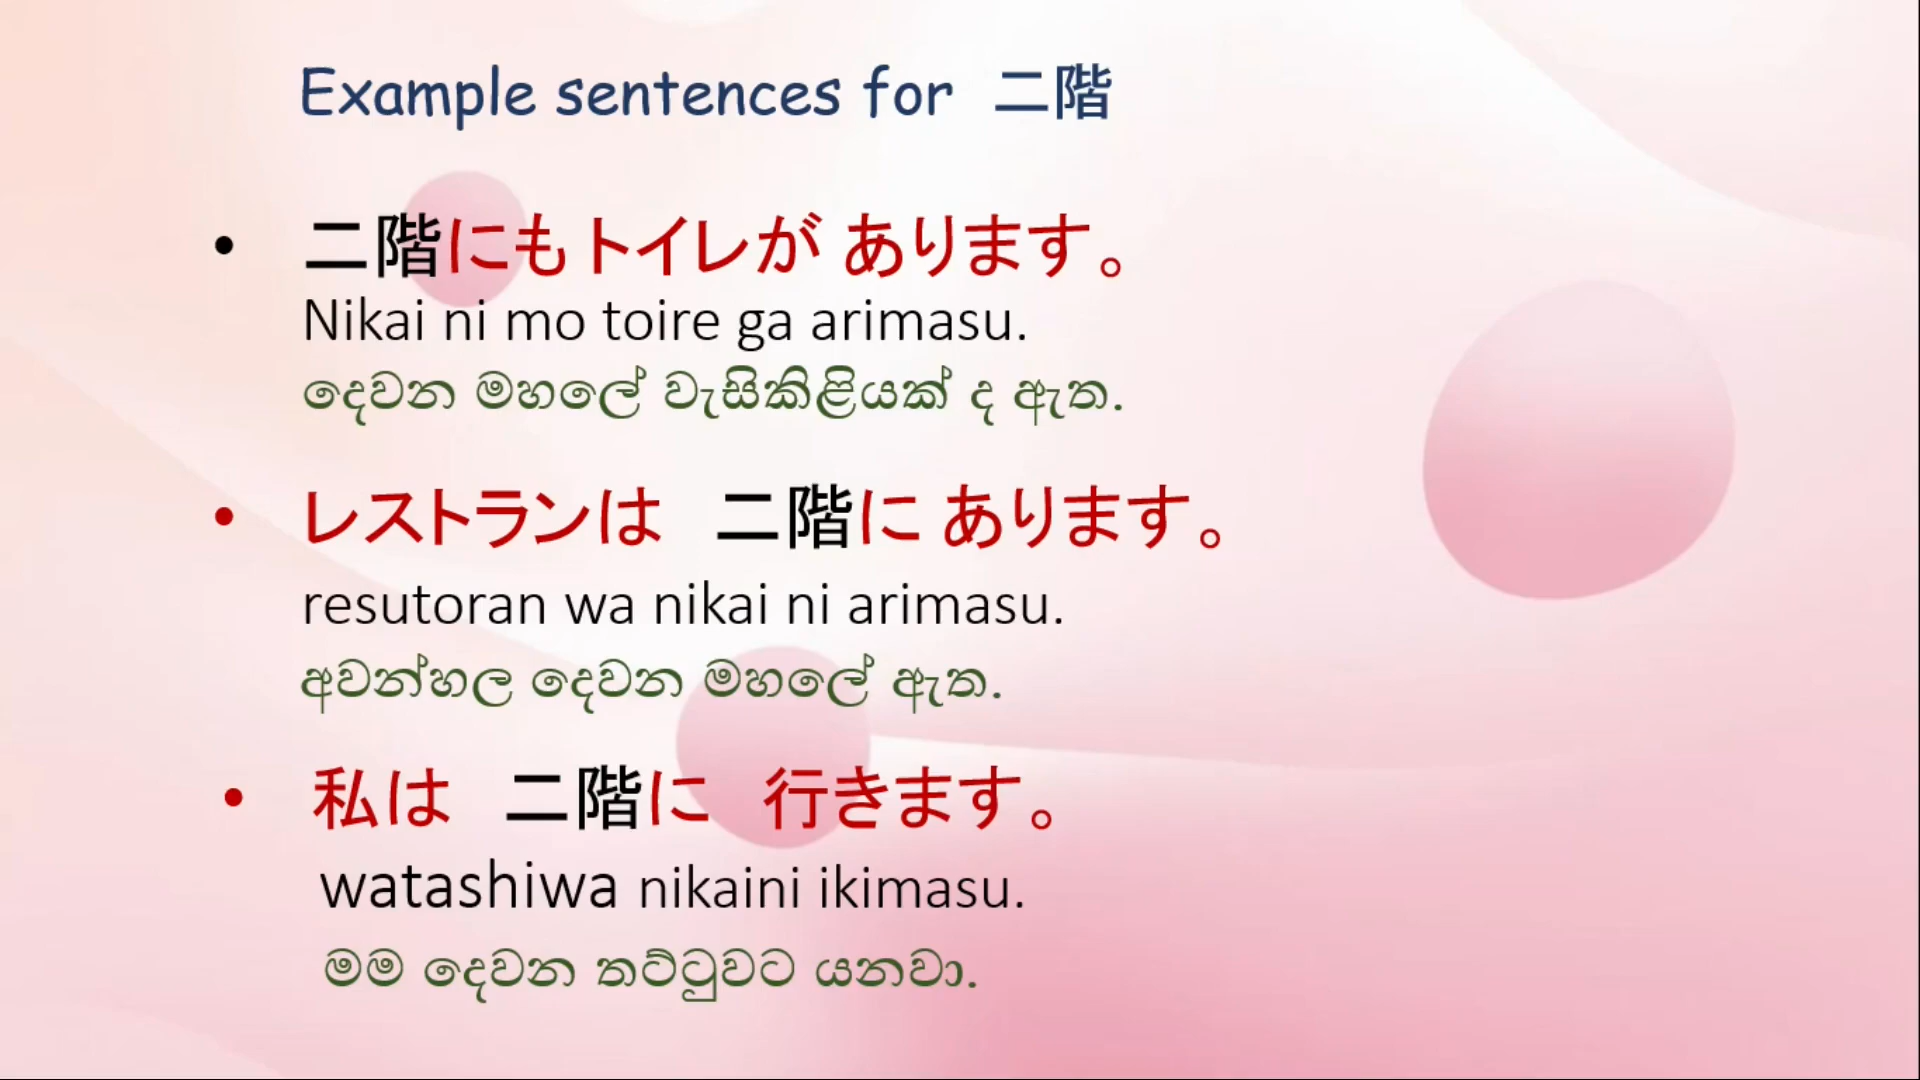 Example sentences for 二階
• 二階にもトイレが あります。
Nikai ni mo toire ga arimasu.
දෙවන මහලේ වැසිකිළියක් ද ඇත.
• レストランは 二階に あります。
resutoran wa nikai ni arimasu.
අවන්හල දෙවන මහලේ ඇත.
• 私は 二階に 行きます。
watashiwa nikaini ikimasu.
මම දෙවන තට්ටුවට යනවා.